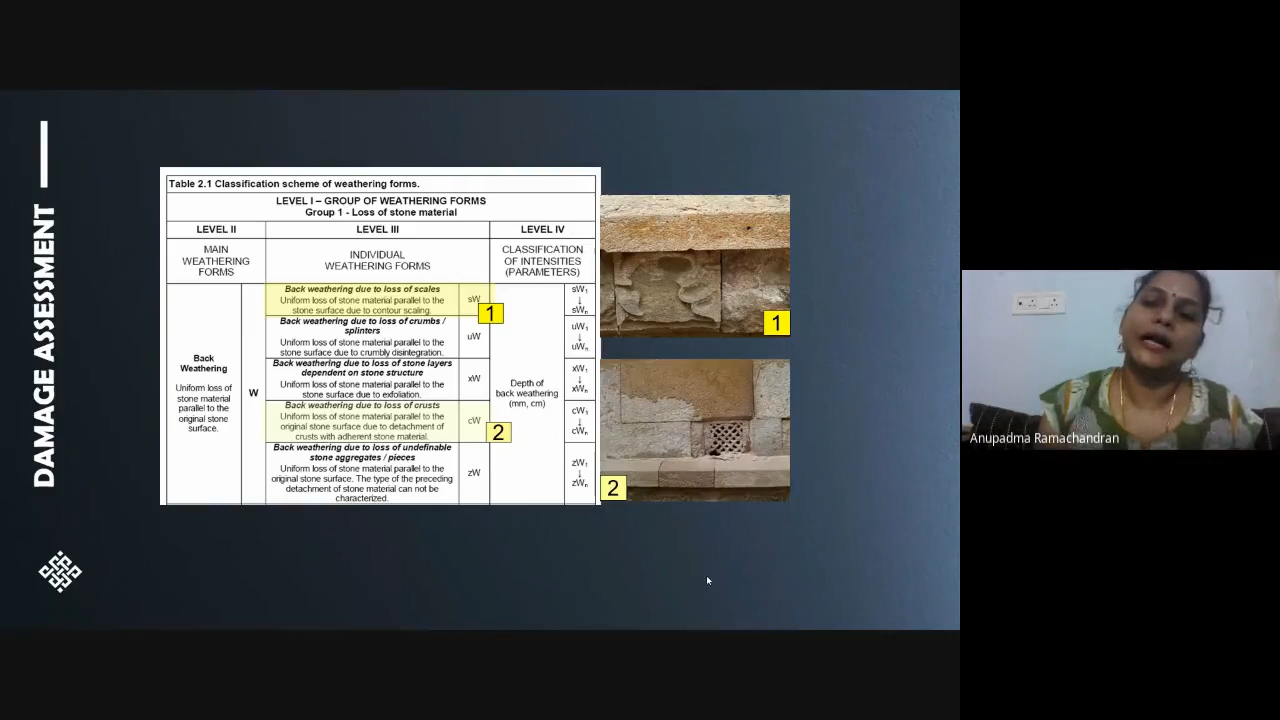 DAMAGE ASSESSMENT
Table 2.1 Classification scheme of weathering forms.
LEVEL I – GROUP OF WEATHERING FORMS
Group 1 - Loss of stone material
LEVEL II
LEVEL III
LEVEL IV
MAIN
WEATHERING
FORMS
INDIVIDUAL
WEATHERING FORMS
CLASSIFICATION
OF INTENSITIES
(PARAMETERS)
Back
Weathering
Uniform loss of
stone material
parallel to the
original stone
surface.
W
Back weathering due to loss of scales
Uniform loss of stone material parallel to the
stone surface due to contour scaling.
sW
1
Back weathering due to loss of crumbs /
splinters
Uniform loss of stone material parallel to the
stone surface due to crumbly disintegration.
uW
Back weathering due to loss of stone layers
dependent on stone structure
Uniform loss of stone material parallel to the
stone surface due to exfoliation.
xW
Back weathering due to loss of crusts
Uniform loss of stone material parallel to the
original stone surface due to detachment of
crusts with adherent stone material.
cW
2
Back weathering due to loss of undefinable
stone aggregates / pieces
Uniform loss of stone material parallel to the
original stone surface. The type of the preceding
detachment of stone material can not be
characterized.
zW
Depth of
back weathering
(mm, cm)
sW₁
↓
sWₙ
uW₁
↓
uWₙ
xW₁
↓
xWₙ
cW₁
↓
cWₙ
zW₁
↓
zWₙ
1
2
Anupadma Ramachandran